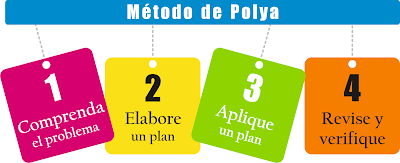 Método de Polya
1
Comprenda
el problema
2
Elabore
un plan
3
Aplique
un plan
4
Revise y
verifique